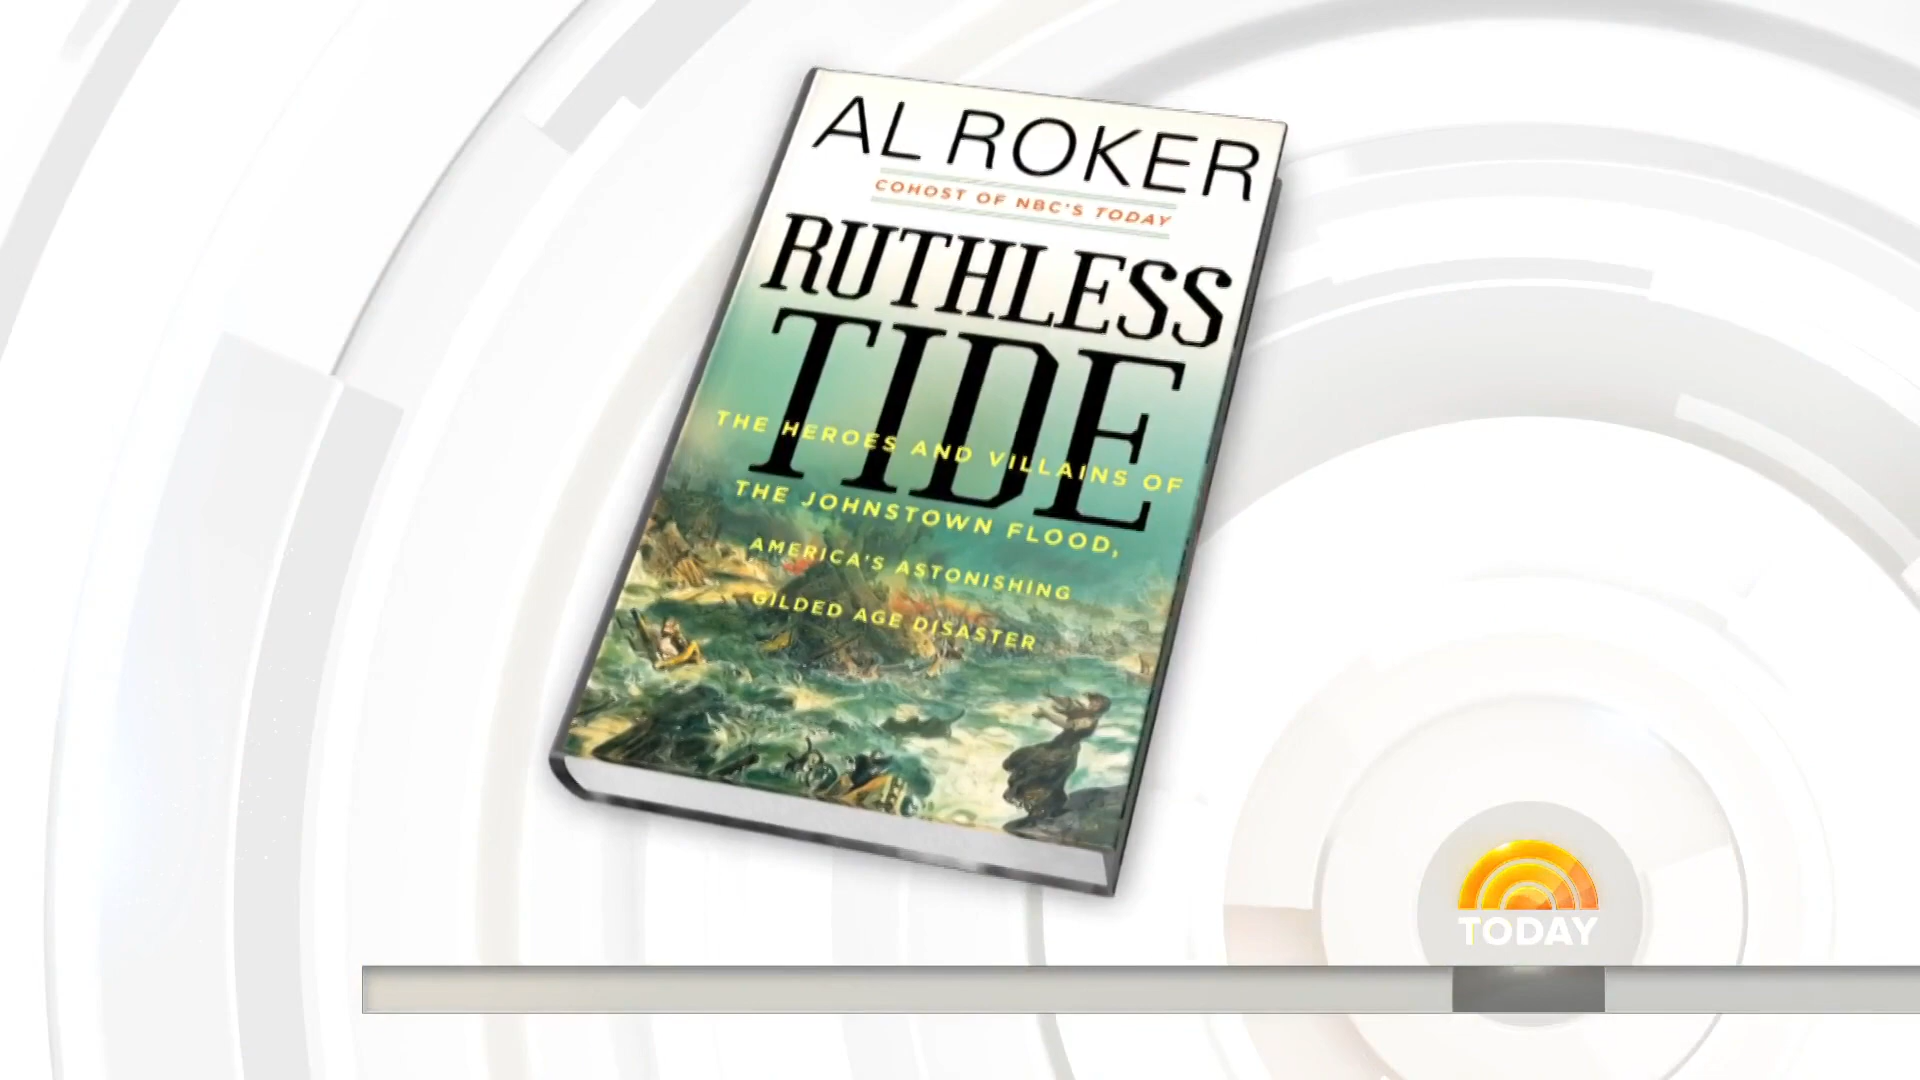 AL ROKER
COHOST OF NBC'S TODAY
RUTHLESS
TIDE
THE HEROES AND VILLAINS OF
THE JOHNSTOWN FLOOD,
AMERICA'S ASTONISHING
GILDED AGE DISASTER
TODAY